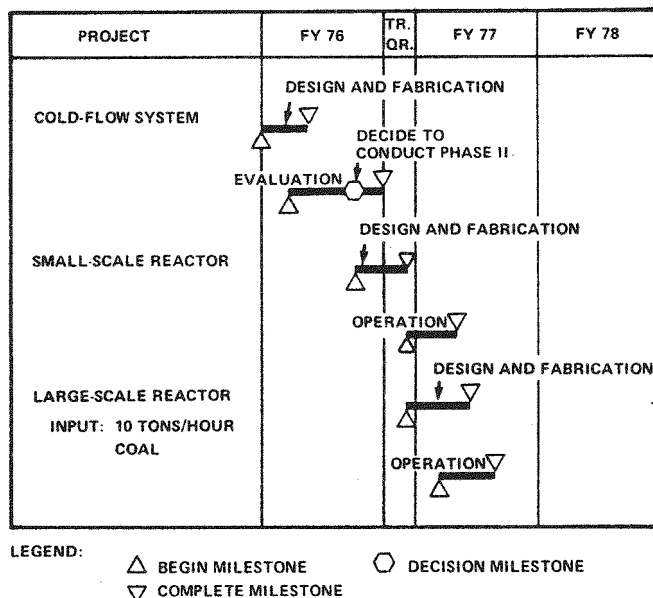 PROJECT FY 76 TR. QR. FY 77 FY 78
DESIGN AND FABRICATION
COLD-FLOW SYSTEM
DECIDE TO
CONDUCT PHASE II
EVALUATION
DESIGN AND FABRICATION
SMALL-SCALE REACTOR
OPERATION
DESIGN AND FABRICATION
LARGE-SCALE REACTOR
INPUT: 10 TONS/HOUR
COAL
OPERATION
LEGEND:
BEGIN MILESTONE DECISION MILESTONE
COMPLETE MILESTONE